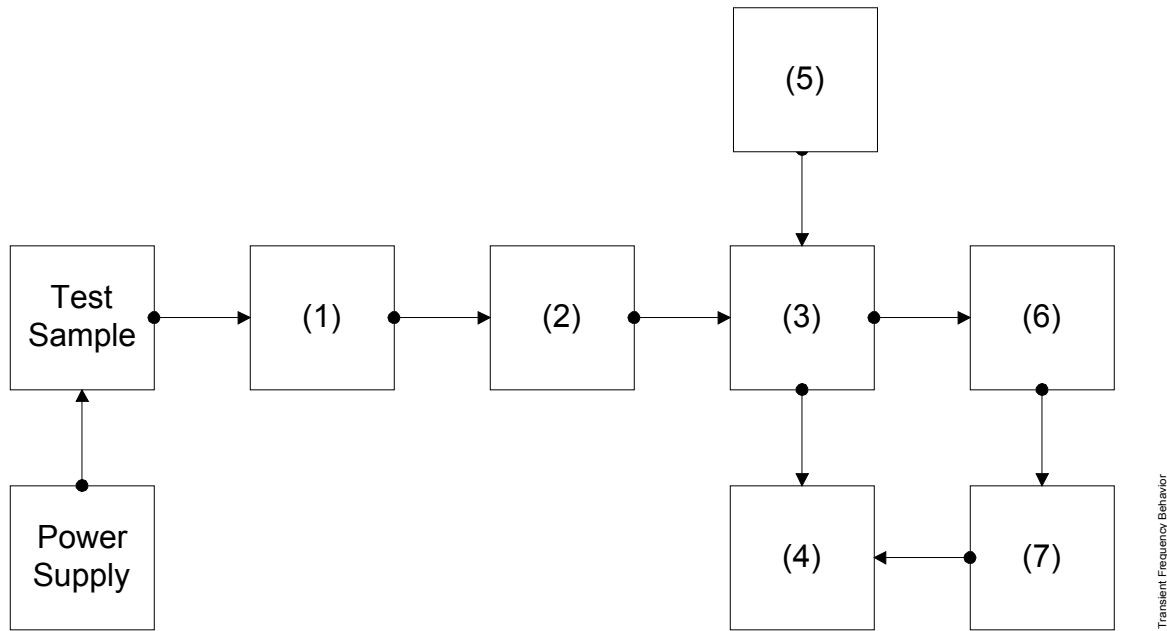 (5)
Test
Sample
(1)
(2)
(3)
(6)
Power
Supply
(4)
(7)
Transient Frequency Behavior